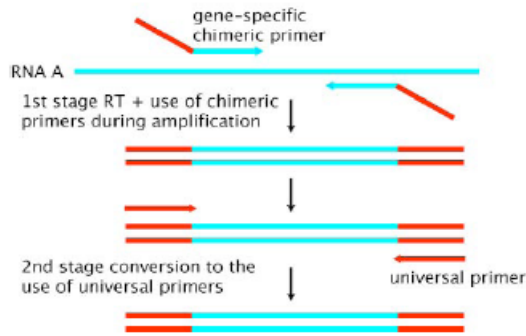 gene-specific
chimeric primer
RNA A
1st stage RT + use of chimeric
primers during amplification
2nd stage conversion to the
use of universal primers
universal primer